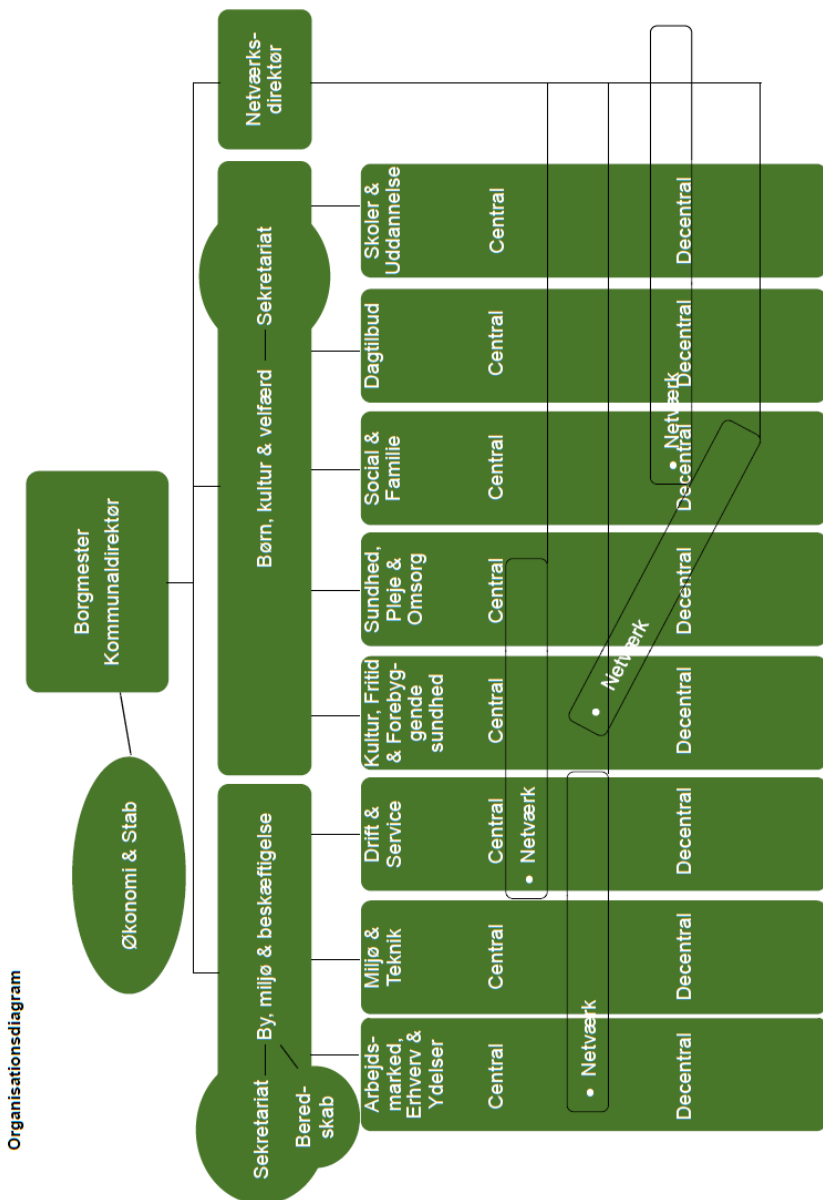 Organisationsdiagram
Borgmester
Kommunaldirektør
Økonomi & Stab
Sekretariat
Bered-
skab
By, miljø & beskæftigelse
Børn, kultur & velfærd
Sekretariat
Netværks-
direktør
Arbejds-
marked,
Erhverv &
Ydelser
Central
Decentral
Miljø &
Teknik
Central
Decentral
Drift &
Service
Central
Decentral
Kultur, Fritid
& Forebyg-
gende
sundhed
Central
Decentral
Sundhed,
Pleje &
Omsorg
Central
Decentral
Social &
Familie
Central
Decentral
Dagtilbud
Central
Decentral
Skoler &
Uddannelse
Central
Decentral
• Netværk
• Netværk
• Netværk
• Netværk